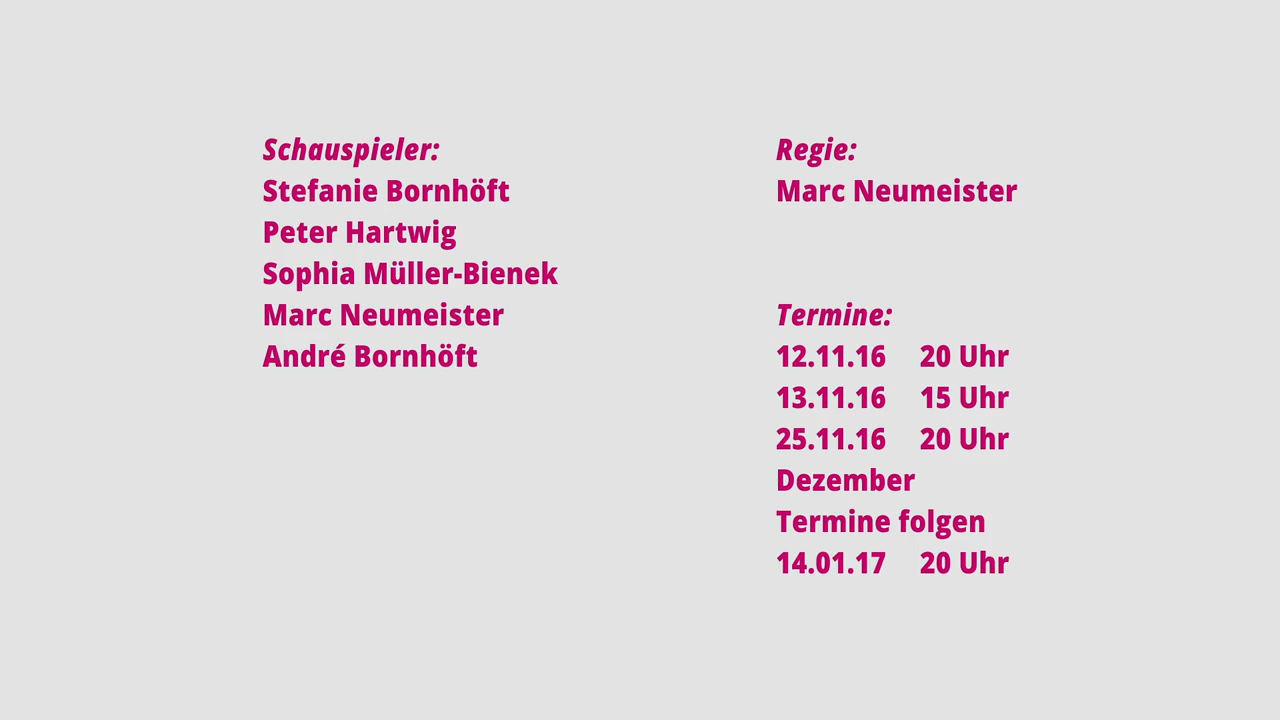 Schauspieler:
Stefanie Bornhöft
Peter Hartwig
Sophia Müller-Bienek
Marc Neumeister
André Bornhöft
Regie:
Marc Neumeister
Termine:
12.11.16 20 Uhr
13.11.16 15 Uhr
25.11.16 20 Uhr
Dezember
Termine folgen
14.01.17 20 Uhr